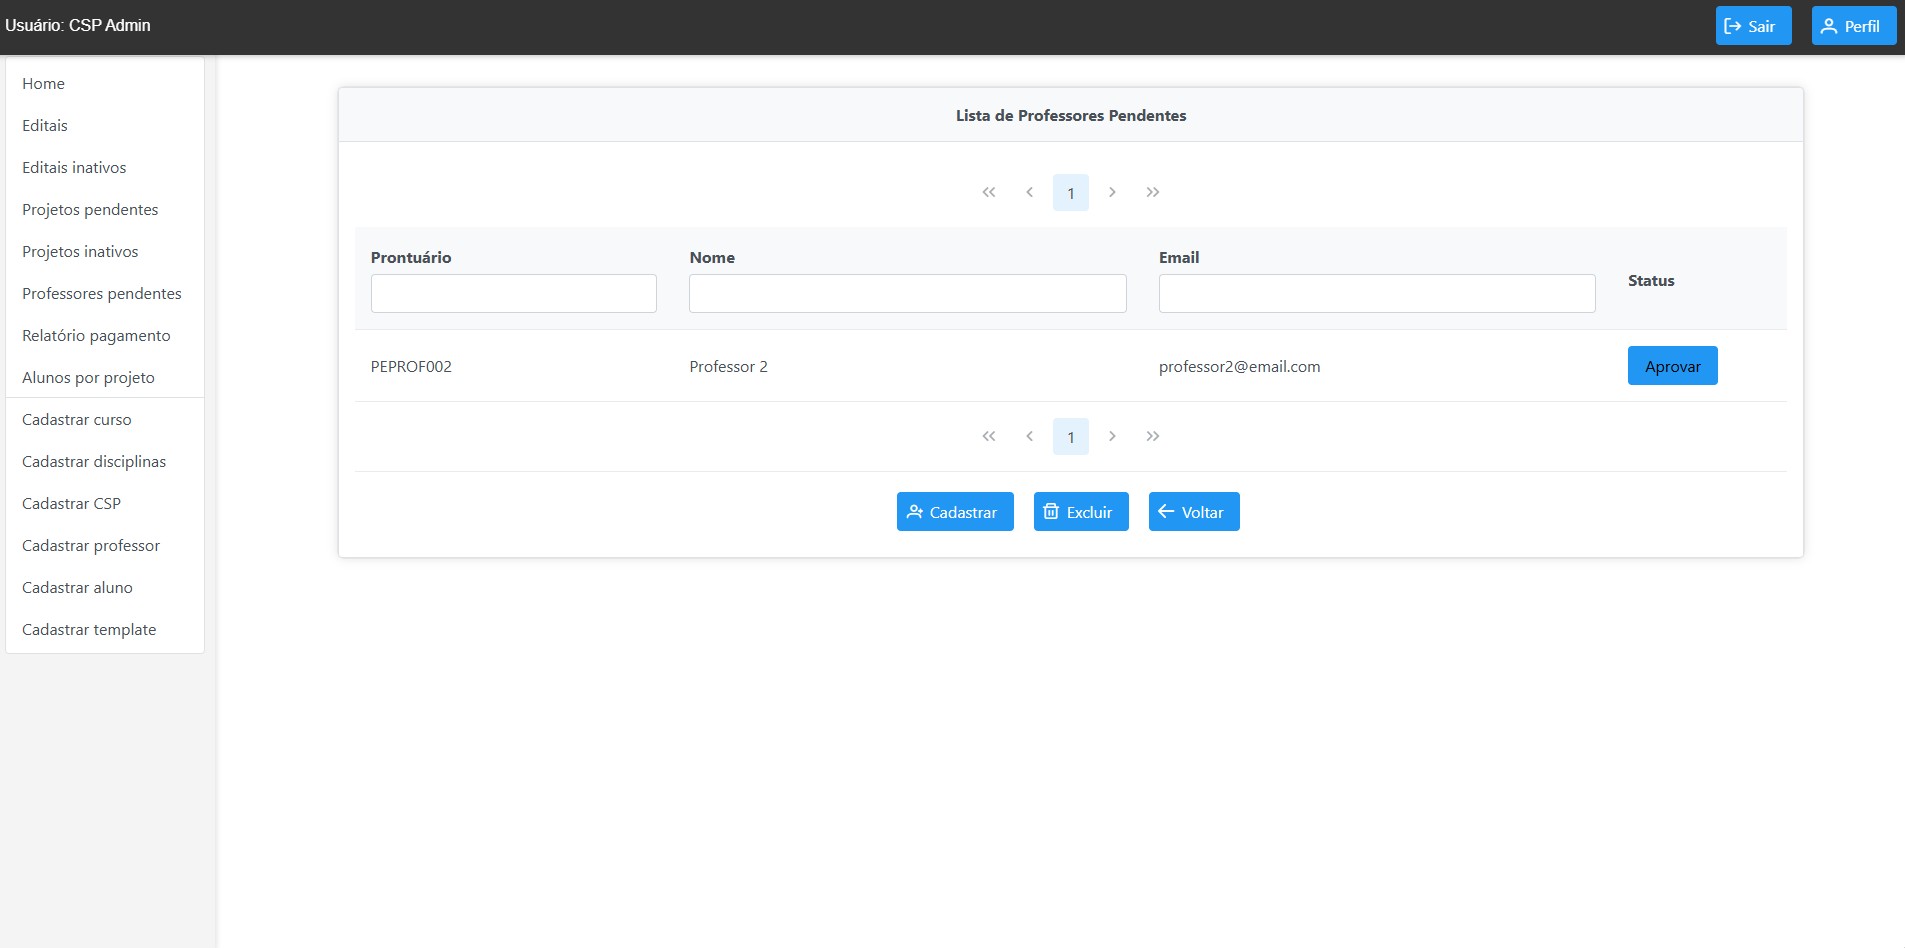 Usuário: CSP Admin
Sair
Perfil
Home
Editais
Editais inativos
Projetos pendentes
Projetos inativos
Professores pendentes
Relatório pagamento
Alunos por projeto
Cadastrar curso
Cadastrar disciplinas
Cadastrar CSP
Cadastrar professor
Cadastrar aluno
Cadastrar template
Lista de Professores Pendentes
1
Prontuário Nome Email Status
PEPROF002 Professor 2 professor2@email.com Aprovar
1
Cadastrar Excluir Voltar